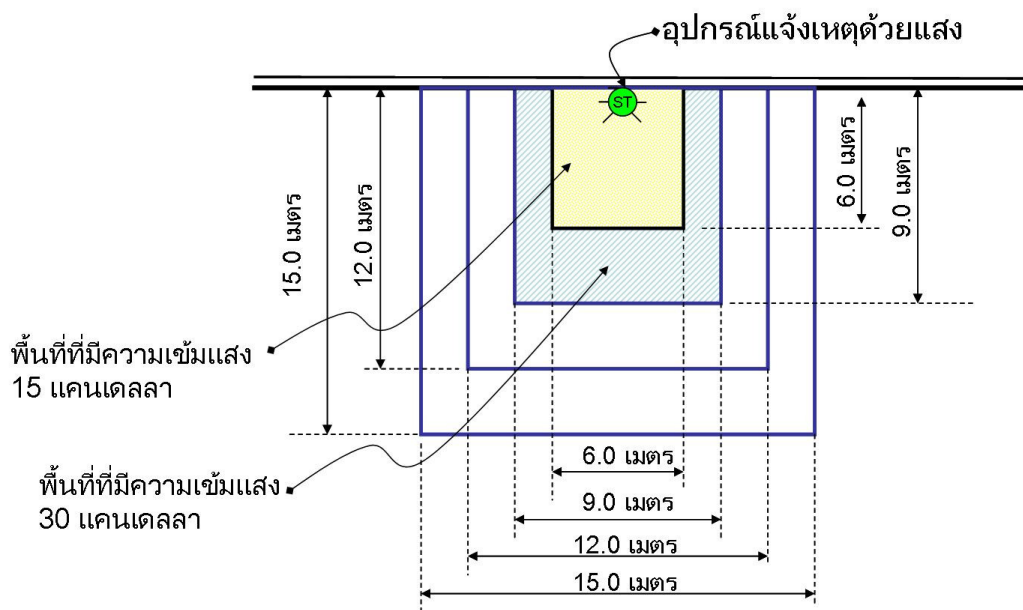 อุปกรณ์แจ้งเหตุด้วยแสง
ST
15.0 เมตร
12.0 เมตร
6.0 เมตร
9.0 เมตร
พื้นที่ที่มีความเข้มแสง
15 แคนเดลลา
พื้นที่ที่มีความเข้มแสง
30 แคนเดลลา
6.0 เมตร
9.0 เมตร
12.0 เมตร
15.0 เมตร